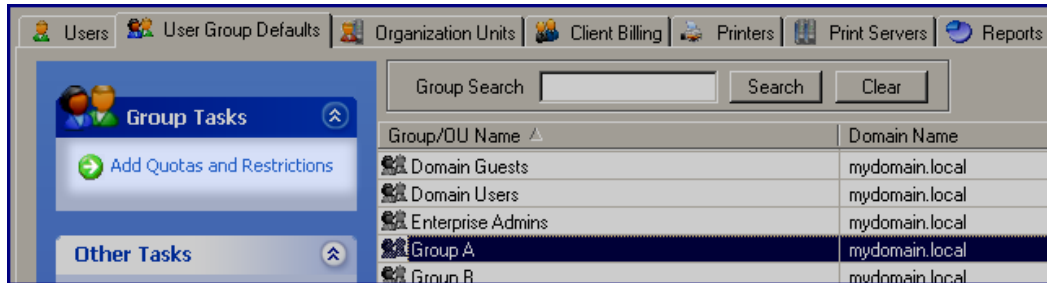 Users User Group Defaults Organization Units Client Billing Printers Print Servers Reports
Group Search Search Clear
Group Tasks
Add Quotas and Restrictions
Other Tasks
Group/OU Name Domain Name
Domain Guests mydomain.local
Domain Users mydomain.local
Enterprise Admins mydomain.local
Group A mydomain.local
Group B mydomain.local